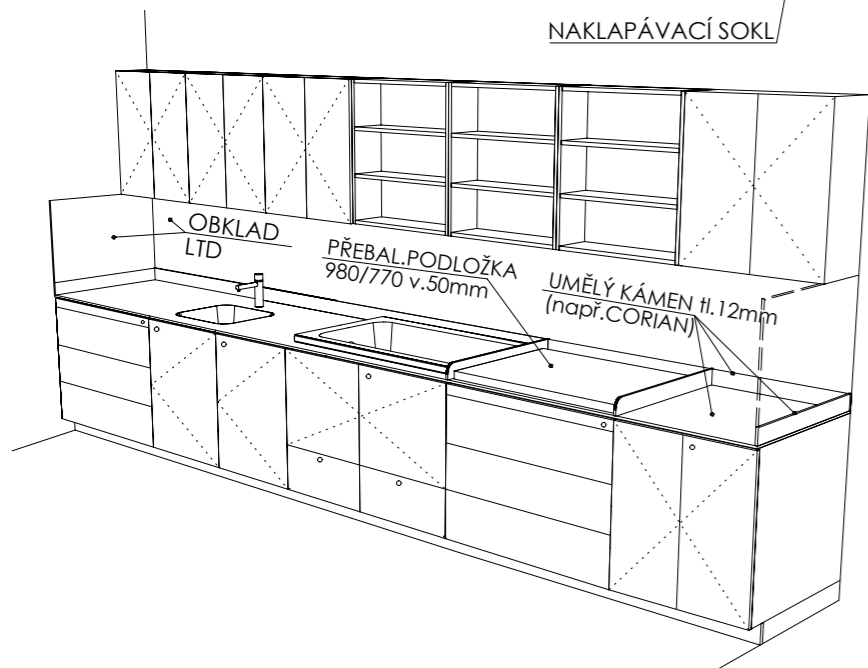 NAKLAPÁVACÍ SOKL
OBKLAD
LTD
PŘEBAL.PODLOŽKA
980/770 v.50mm
UMĚLÝ KÁMEN tl.12mm
(např.CORIAN)